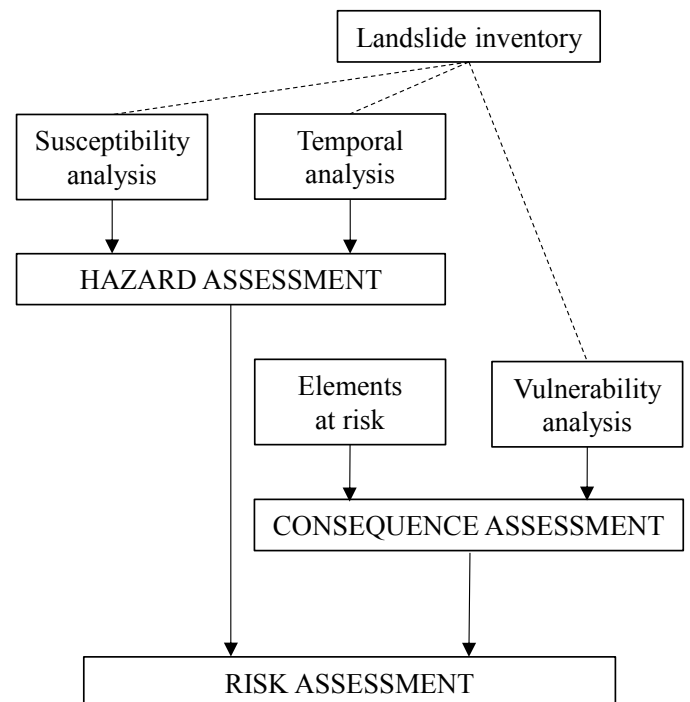 Landslide inventory
Susceptibility
analysis
Temporal
analysis
HAZARD ASSESSMENT
Elements
at risk
Vulnerability
analysis
CONSEQUENCE ASSESSMENT
RISK ASSESSMENT